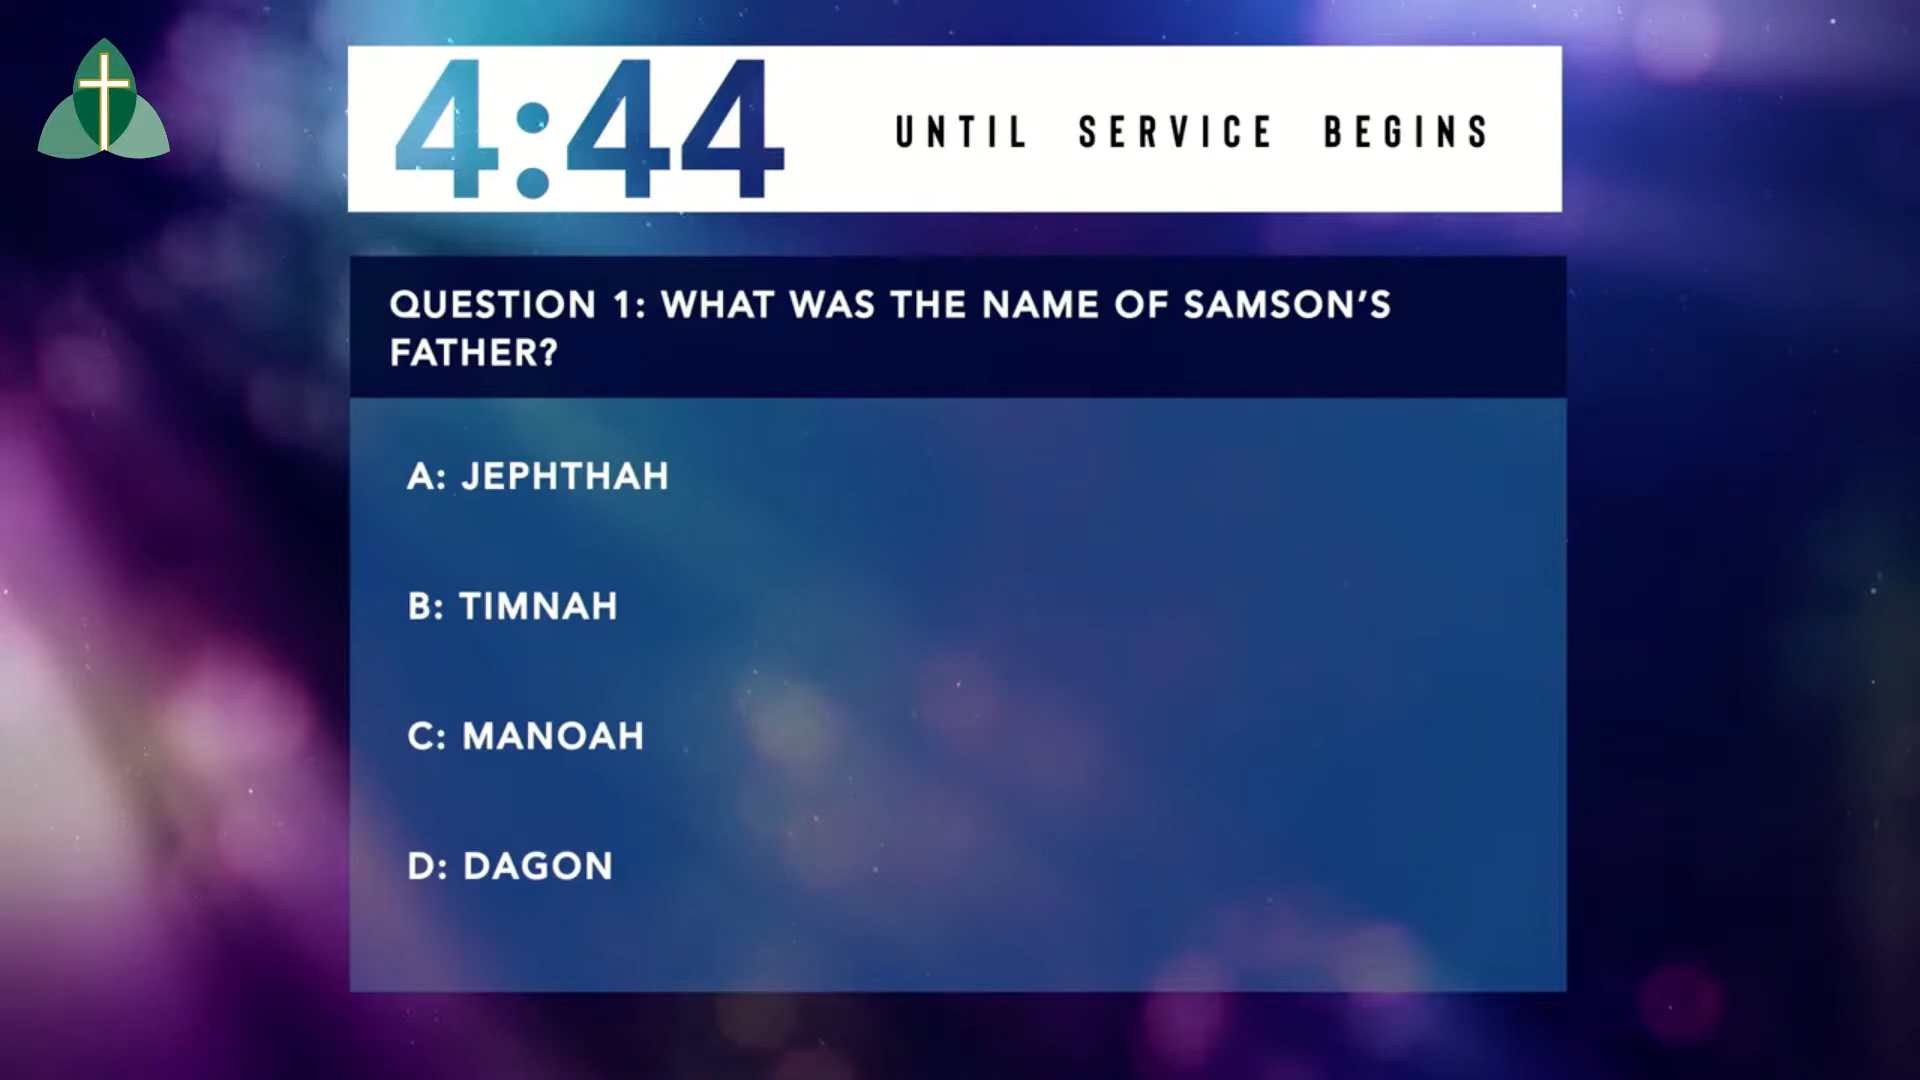 4:44 UNTIL SERVICE BEGINS
QUESTION 1: WHAT WAS THE NAME OF SAMSON’S
FATHER?
A: JEPHTHAH
B: TIMNAH
C: MANOAH
D: DAGON